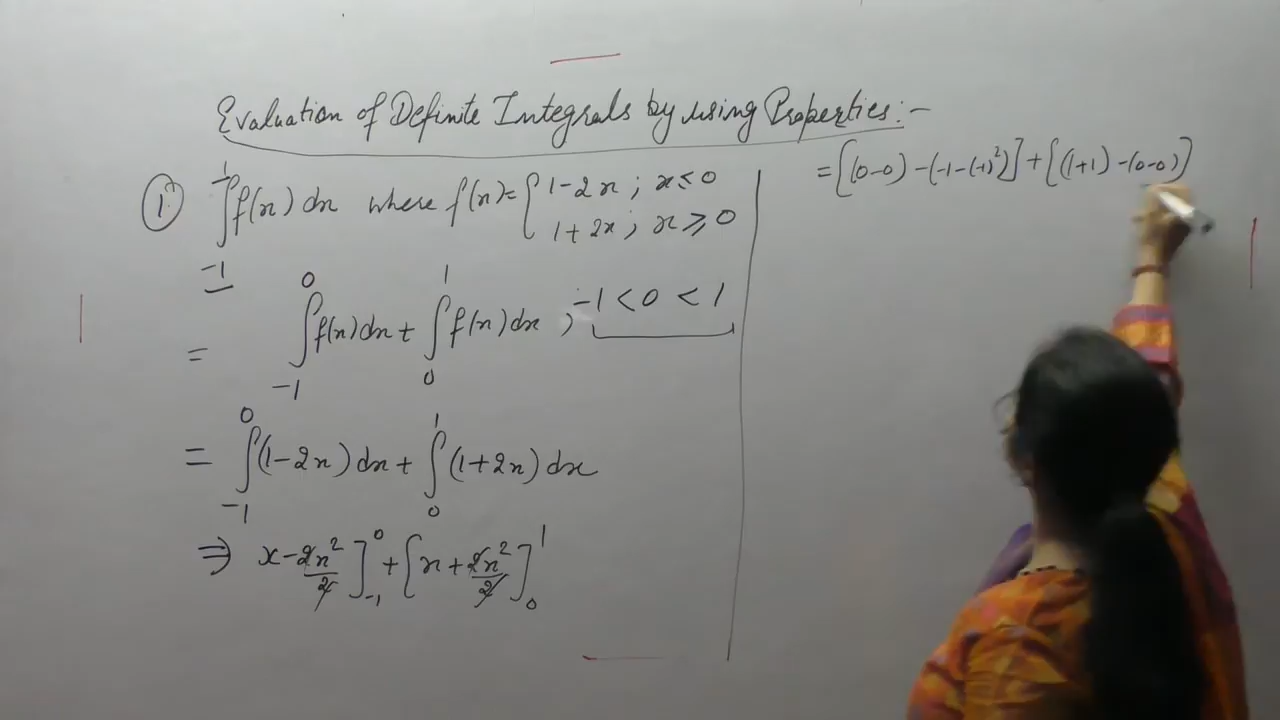 Evaluation of Definite Integrals by using Properties:-
① ∫_{-1}^{1} f(x) dx where f(x) = { 1-2x ; x ≤ 0
1+2x ; x ≥ 0
= ∫_{-1}^{0} f(x) dx + ∫_{0}^{1} f(x) dx ; -1 < 0 < 1
= ∫_{-1}^{0} (1-2x) dx + ∫_{0}^{1} (1+2x) dx
⇒ x - 2x²/2 ]_{-1}^{0} + [ x + 2x²/2 ]_{0}^{1}
= [(0-0) - (-1-(-1)²)] + [(1+1) - (0-0)]